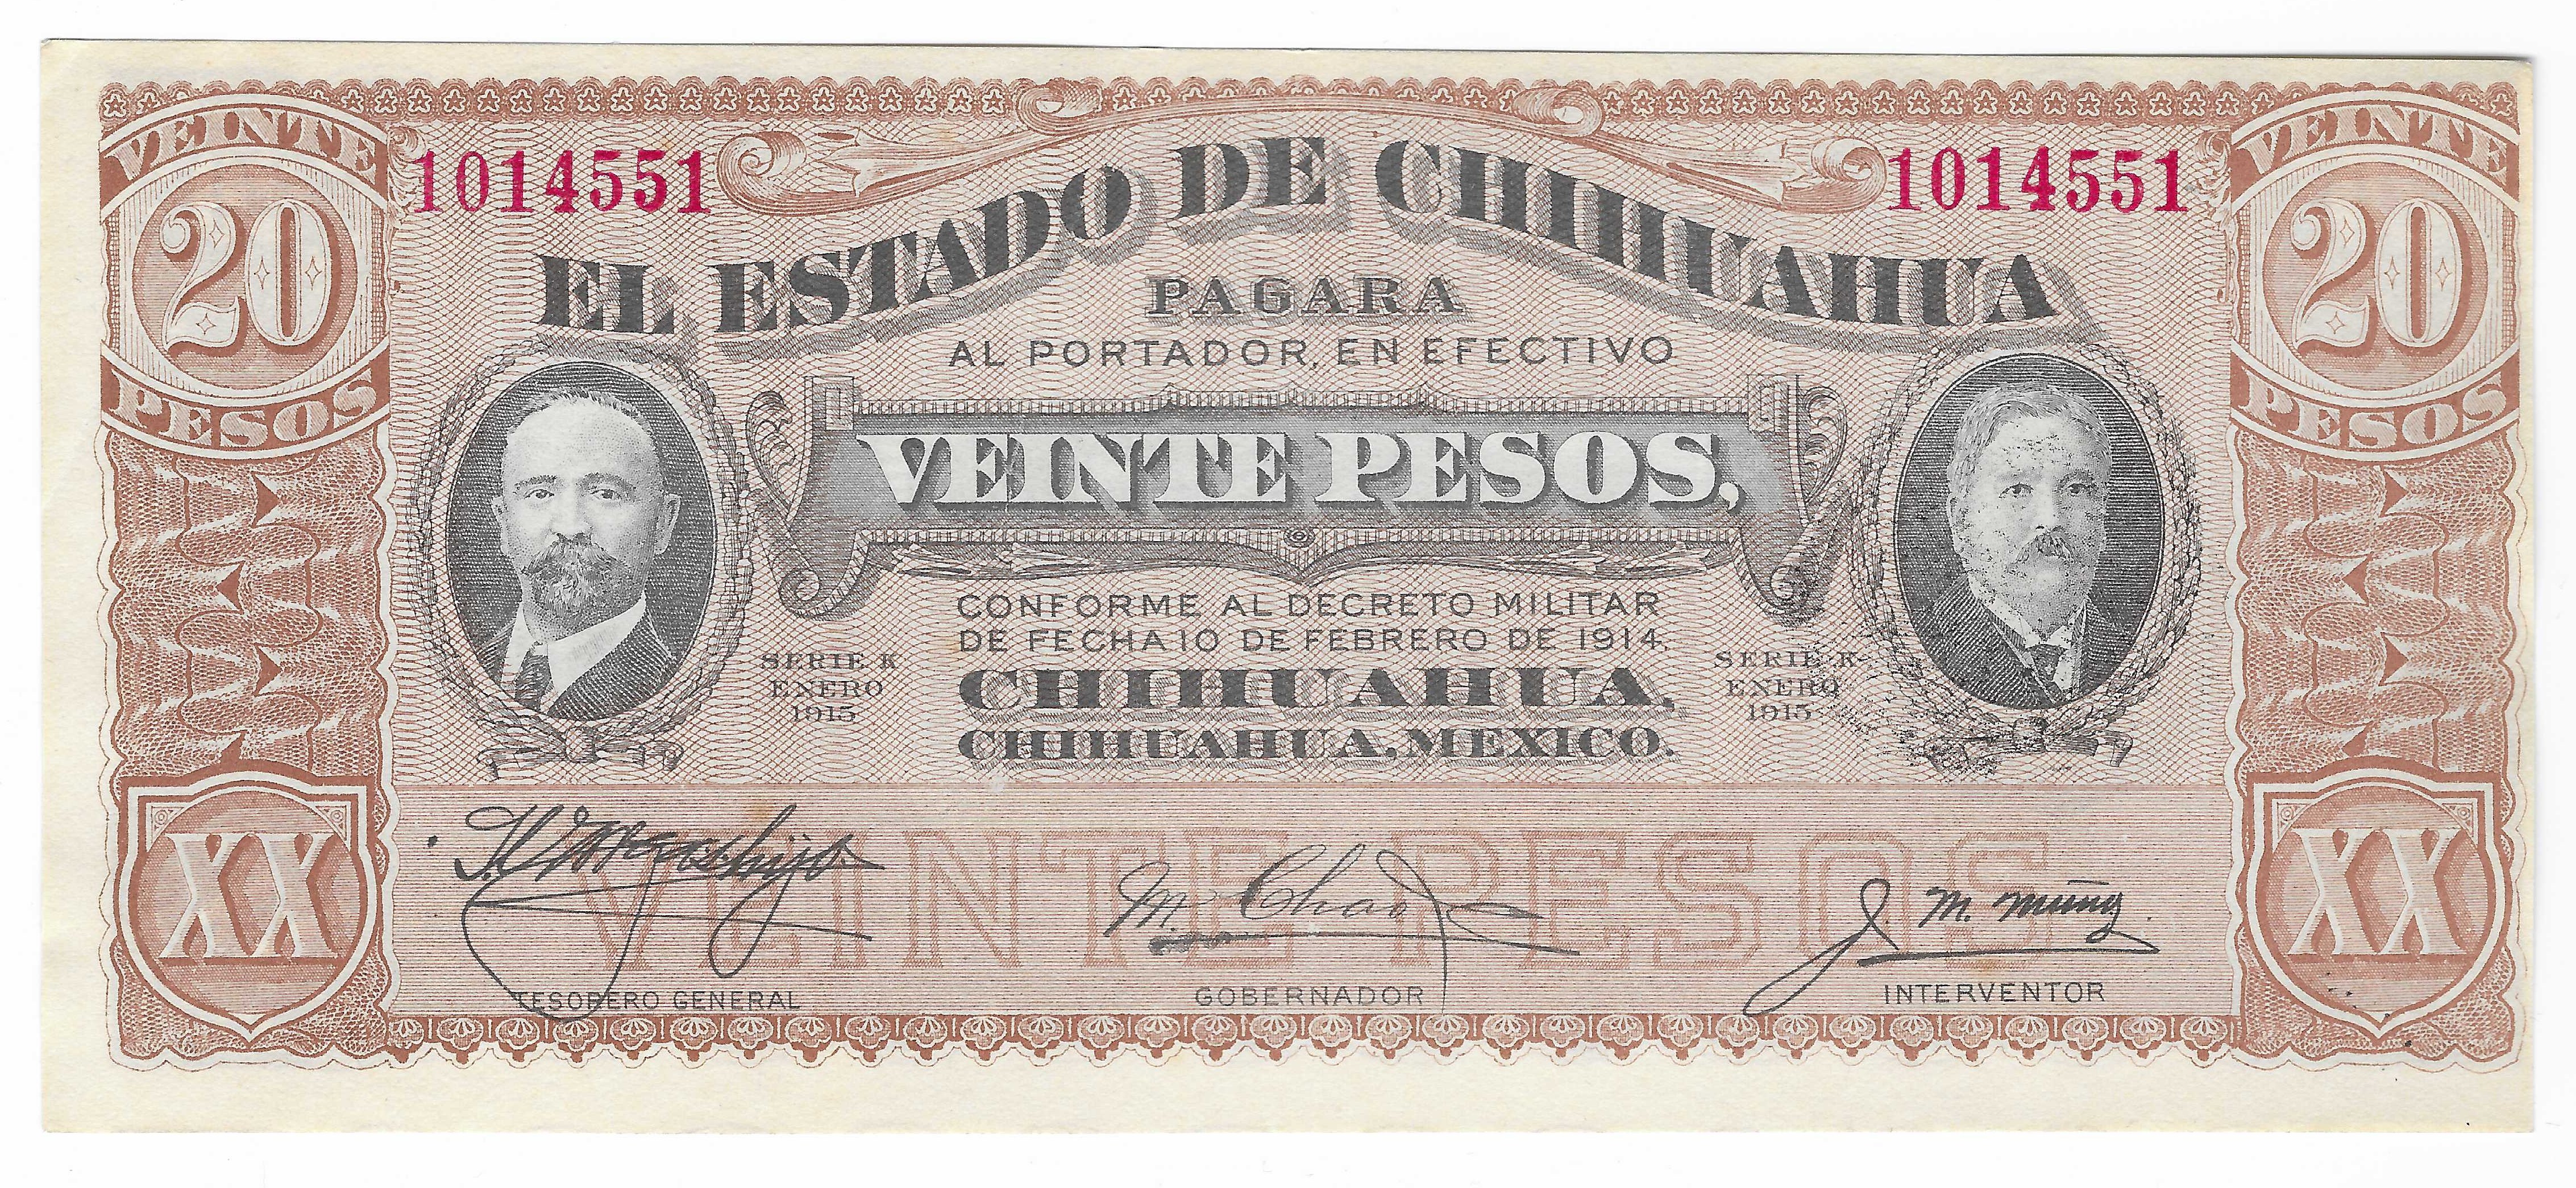 VEINTE
20
PESOS
1014551
EL ESTADO DE CHIHUAHUA
1014551
VEINTE
20
PESOS
PAGARA
AL PORTADOR, EN EFECTIVO
VEINTE PESOS,
CONFORME AL DECRETO MILITAR
DE FECHA 10 DE FEBRERO DE 1914.
CHIHUAHUA,
CHIHUAHUA, MEXICO.
SERIE K
ENERO
1915
SERIE K
ENERO
1915
XX
VEINTE PESOS
XX
M. Chao
J. M. Muñoz
TESORERO GENERAL
GOBERNADOR
INTERVENTOR